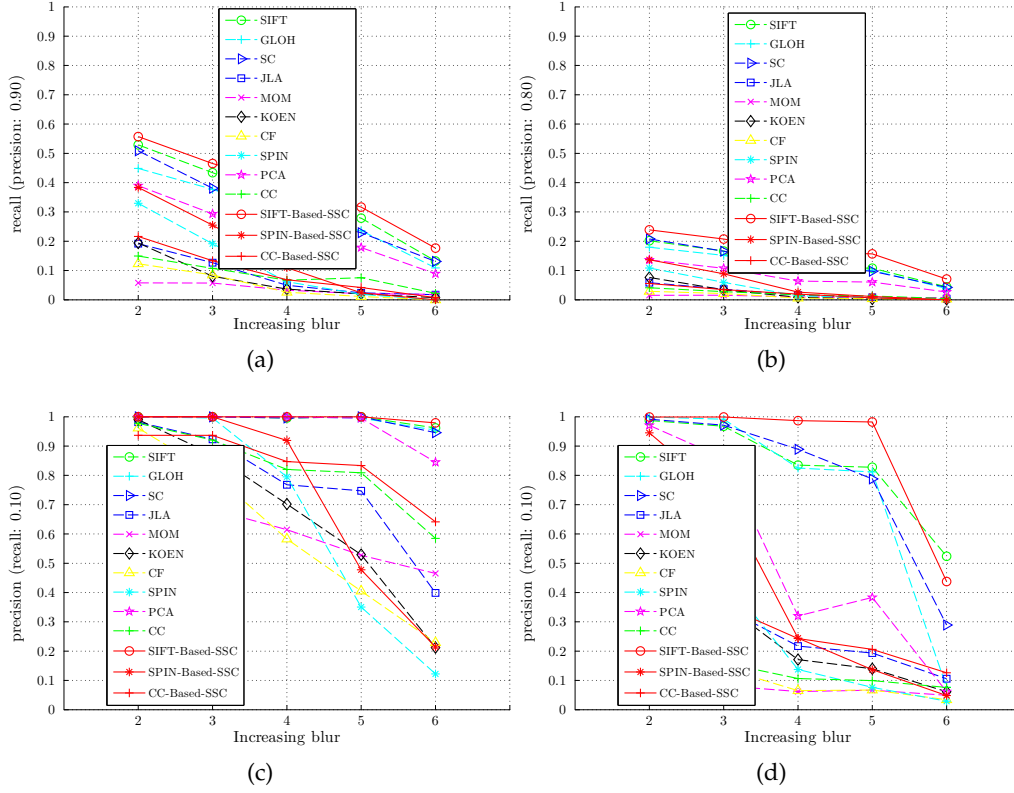 1
0.9
0.8
0.7
0.6
0.5
0.4
0.3
0.2
0.1
0
recall (precision: 0.90)
SIFT
GLOH
SC
JLA
MOM
KOEN
CF
SPIN
PCA
CC
SIFT-Based-SSC
SPIN-Based-SSC
CC-Based-SSC
2 3 4 5 6
Increasing blur
(a)
1
0.9
0.8
0.7
0.6
0.5
0.4
0.3
0.2
0.1
0
recall (precision: 0.80)
SIFT
GLOH
SC
JLA
MOM
KOEN
CF
SPIN
PCA
CC
SIFT-Based-SSC
SPIN-Based-SSC
CC-Based-SSC
2 3 4 5 6
Increasing blur
(b)
1
0.9
0.8
0.7
0.6
0.5
0.4
0.3
0.2
0.1
0
precision (recall: 0.10)
SIFT
GLOH
SC
JLA
MOM
KOEN
CF
SPIN
PCA
CC
SIFT-Based-SSC
SPIN-Based-SSC
CC-Based-SSC
2 3 4 5 6
Increasing blur
(c)
1
0.9
0.8
0.7
0.6
0.5
0.4
0.3
0.2
0.1
0
precision (recall: 0.10)
SIFT
GLOH
SC
JLA
MOM
KOEN
CF
SPIN
PCA
CC
SIFT-Based-SSC
SPIN-Based-SSC
CC-Based-SSC
2 3 4 5 6
Increasing blur
(d)